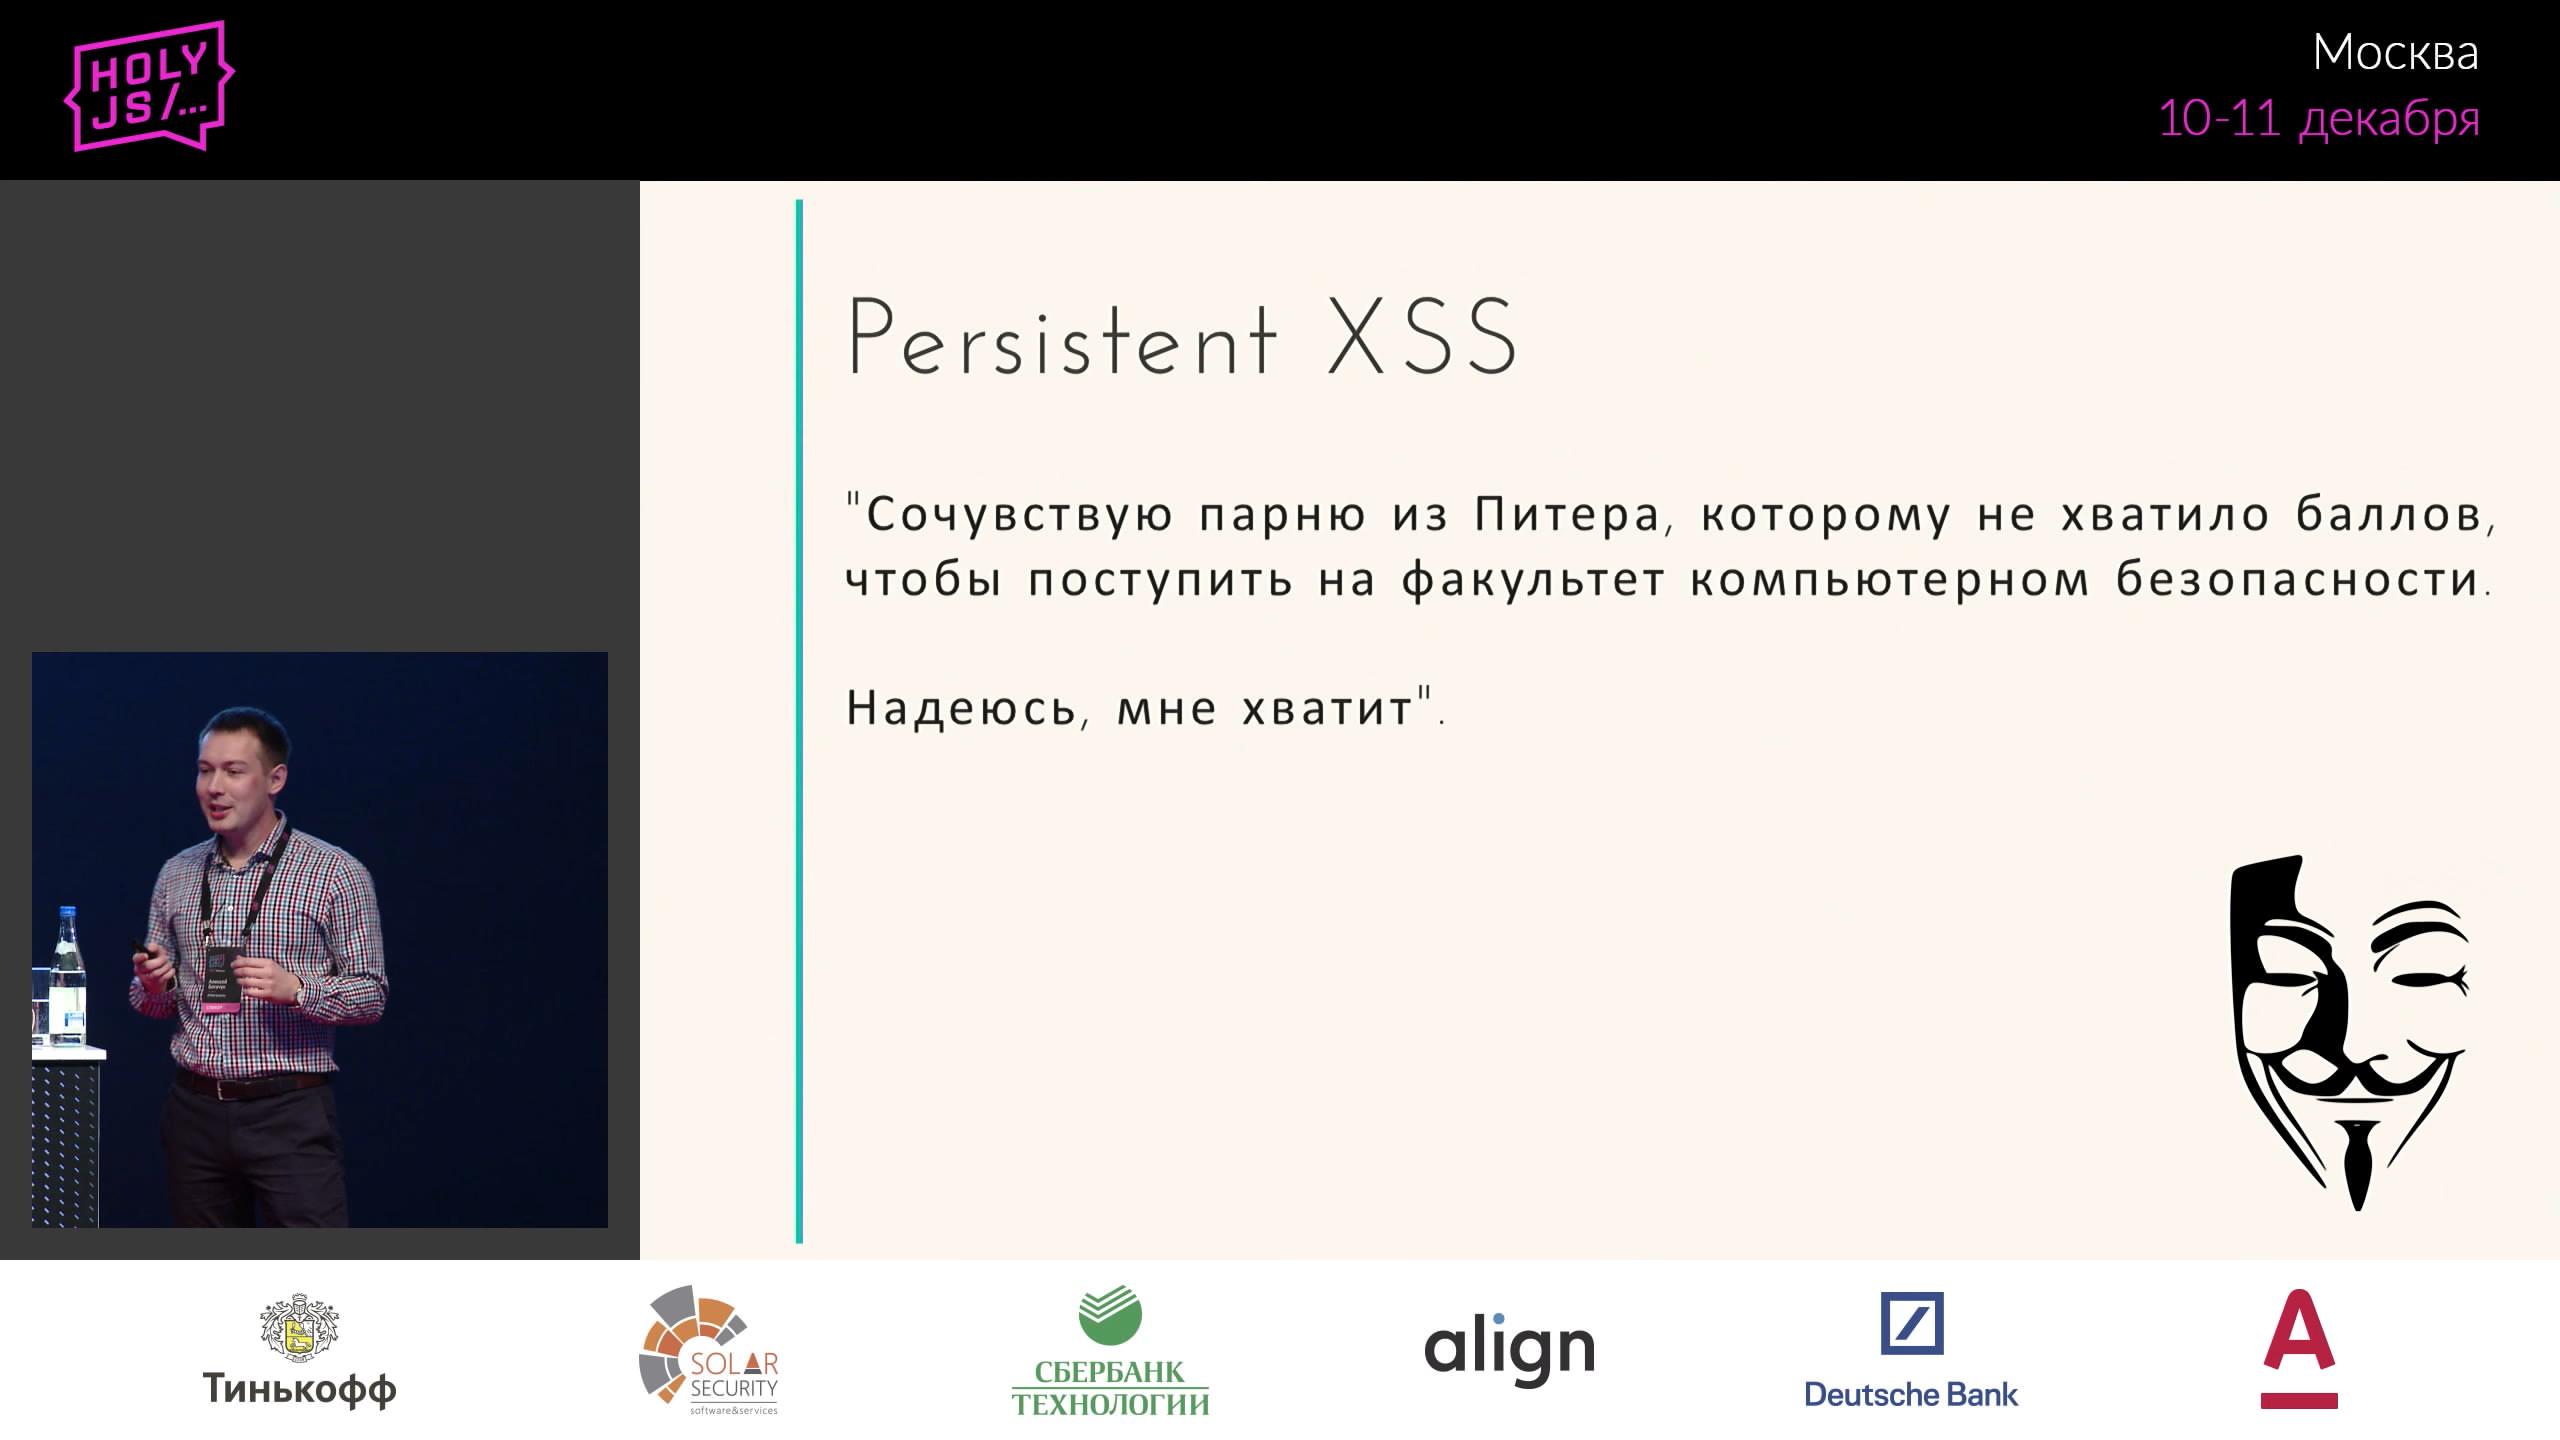 HOLY
JS/...
Москва
10-11 декабря
Persistent XSS
"Сочувствую парню из Питера, которому не хватило баллов,
чтобы поступить на факультет компьютерном безопасности.
Надеюсь, мне хватит".
Тинькофф
SOLAR
SECURITY
software&services
СБЕРБАНК
ТЕХНОЛОГИИ
align
Deutsche Bank
А